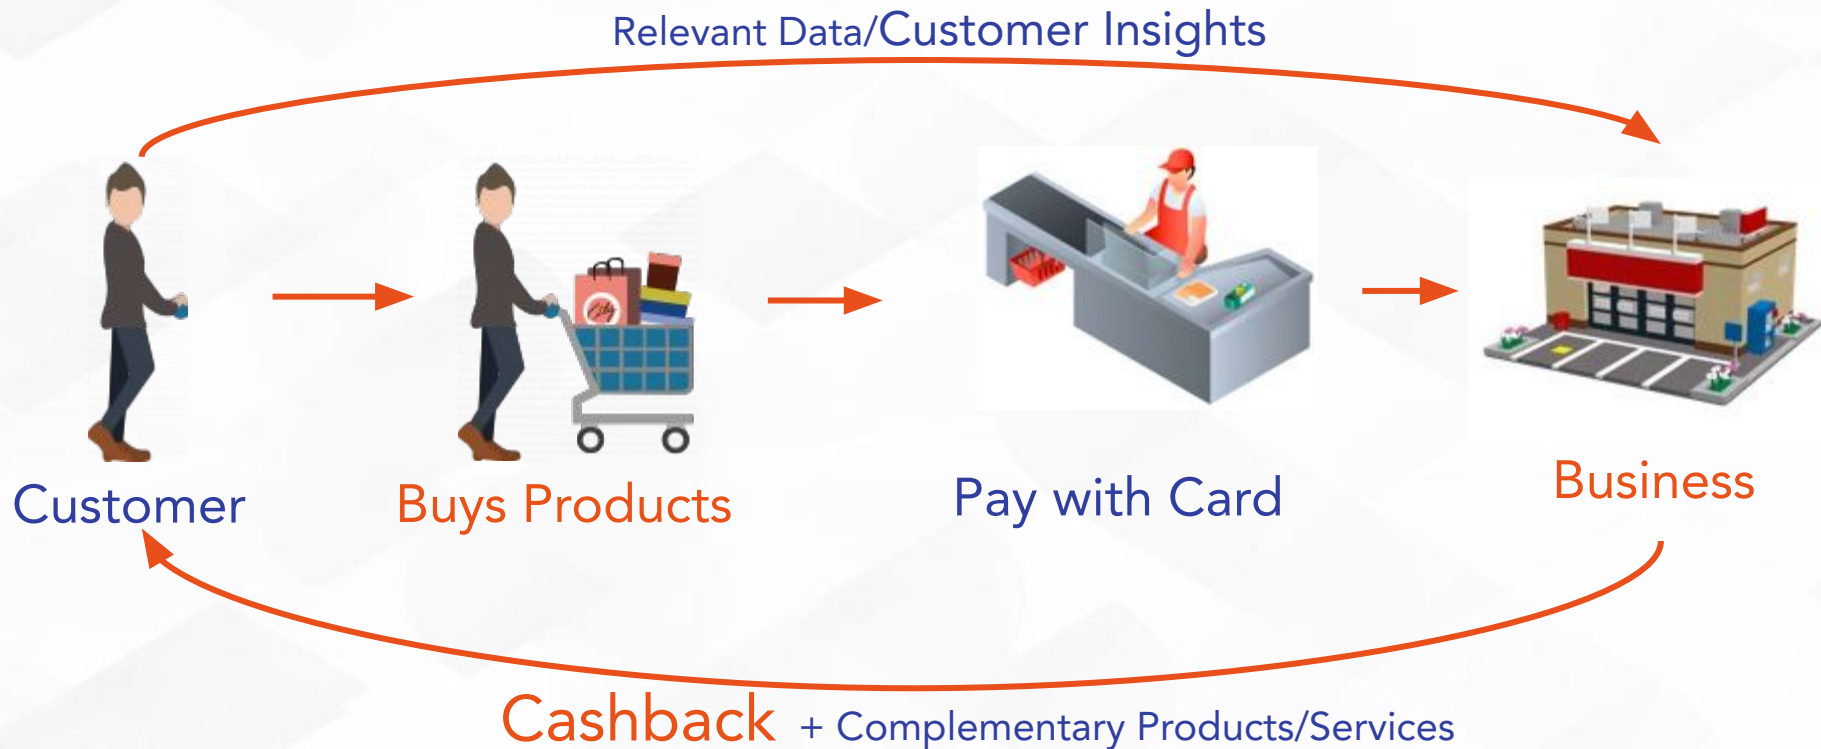 Relevant Data/Customer Insights
Customer
Buys Products
Pay with Card
Business
Cashback + Complementary Products/Services